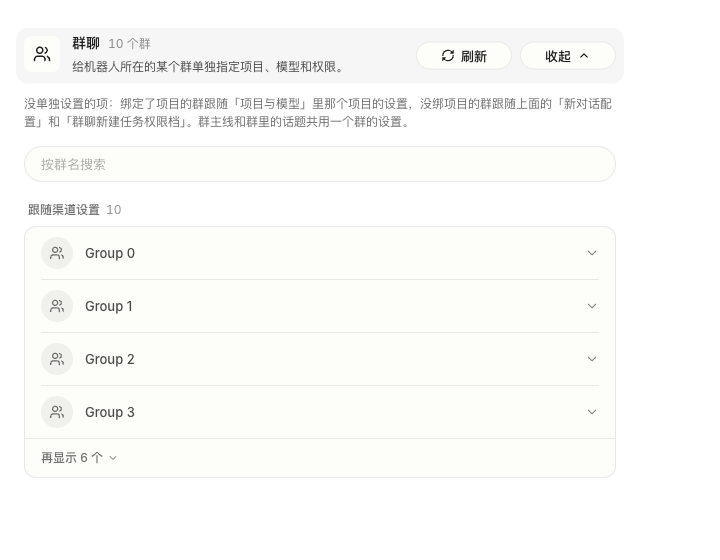 群聊 10 个群
给机器人所在的某个群单独指定项目、模型和权限。
刷新
收起
没单独设置的项：绑定了项目的群跟随「项目与模型」里那个项目的设置，没绑项目的群跟随上面的「新对话配
置」和「群聊新建任务权限档」。群主线和群里的话题共用一个群的设置。
按群名搜索
跟随渠道设置 10
Group 0
Group 1
Group 2
Group 3
再显示 6 个